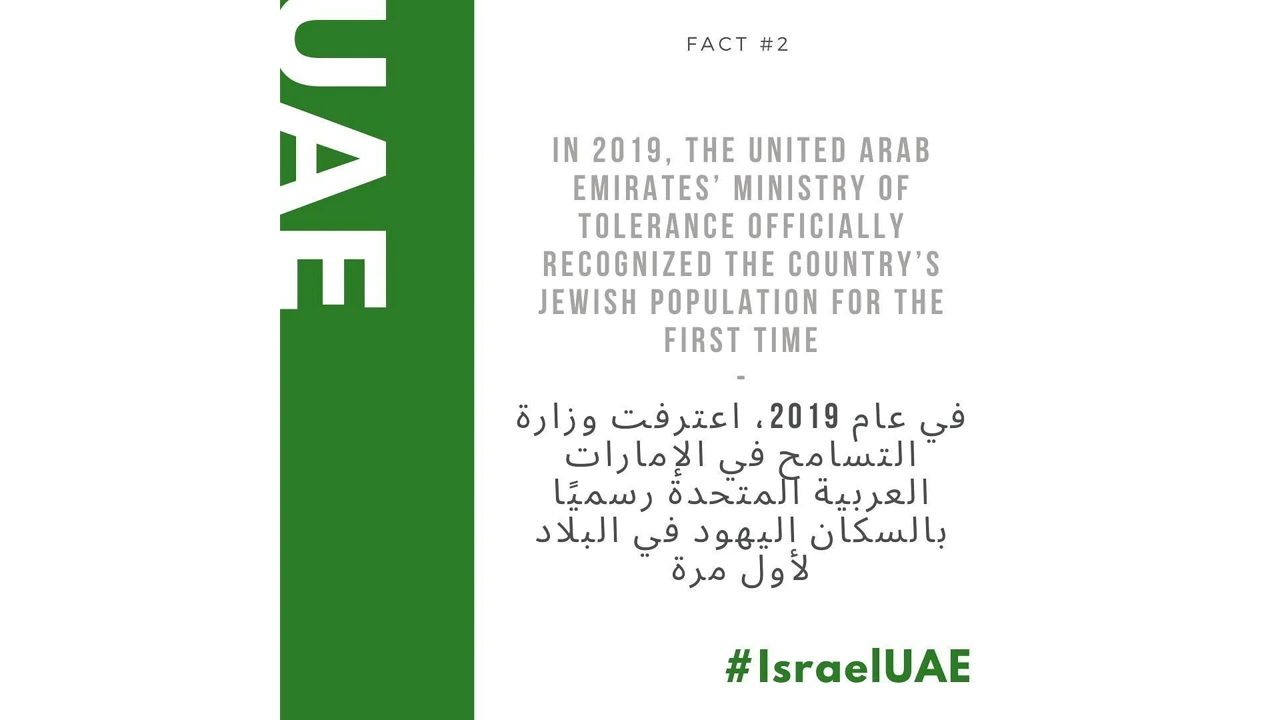 UAE
FACT #2
IN 2019, THE UNITED ARAB
EMIRATES' MINISTRY OF
TOLERANCE OFFICIALLY
RECOGNIZED THE COUNTRY'S
JEWISH POPULATION FOR THE
FIRST TIME
-
في عام 2019، اعترفت وزارة
التسامح في الإمارات
العربية المتحدة رسميًا
بالسكان اليهود في البلاد
لأول مرة
#IsraelUAE